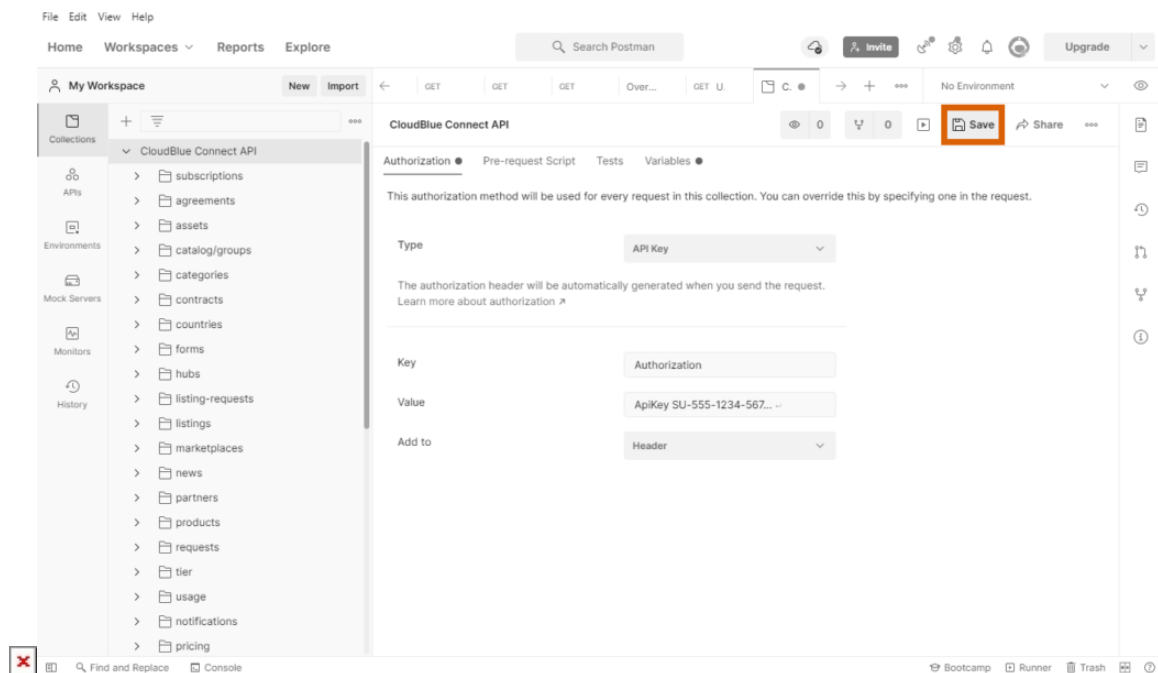 File Edit View Help
Home Workspaces Reports Explore Search Postman Invite Upgrade
My Workspace New Import GET GET GET Over... GET U. C. No Environment
Collections
APIs
Environments
Mock Servers
Monitors
History
CloudBlue Connect API
subscriptions
agreements
assets
catalog/groups
categories
contracts
countries
forms
hubs
listing-requests
listings
marketplaces
news
partners
products
requests
tier
usage
notifications
pricing
CloudBlue Connect API 0 0 Save Share
Authorization Pre-request Script Tests Variables
This authorization method will be used for every request in this collection. You can override this by specifying one in the request.
Type API Key
The authorization header will be automatically generated when you send the request.
Learn more about authorization ↗
Key Authorization
Value ApiKey SU-555-1234-567...
Add to Header
Find and Replace Console Bootcamp Runner Trash